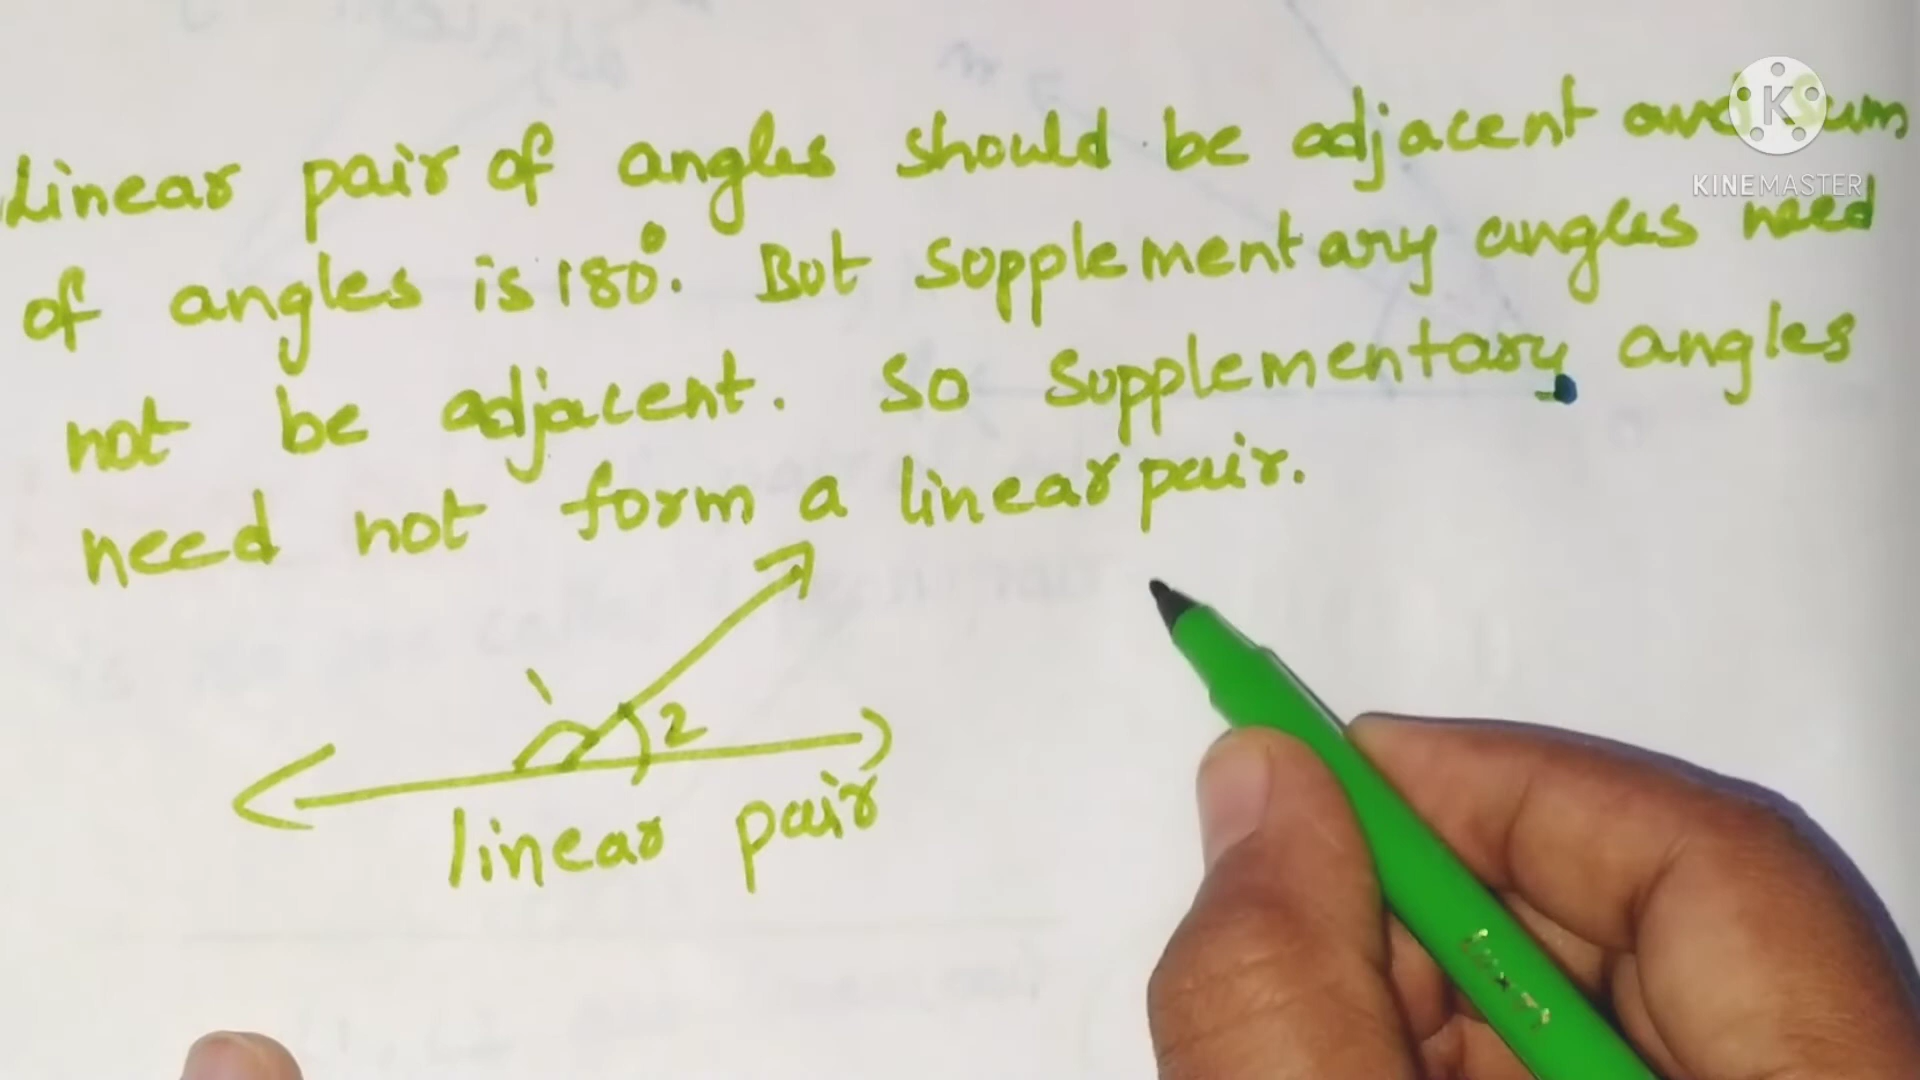 Linear pair of angles should be adjacent and sum
of angles is 180°. But supplementary angles need
not be adjacent. So supplementary angles
need not form a linear pair.
1
2
linear pair
K
KINEMASTER